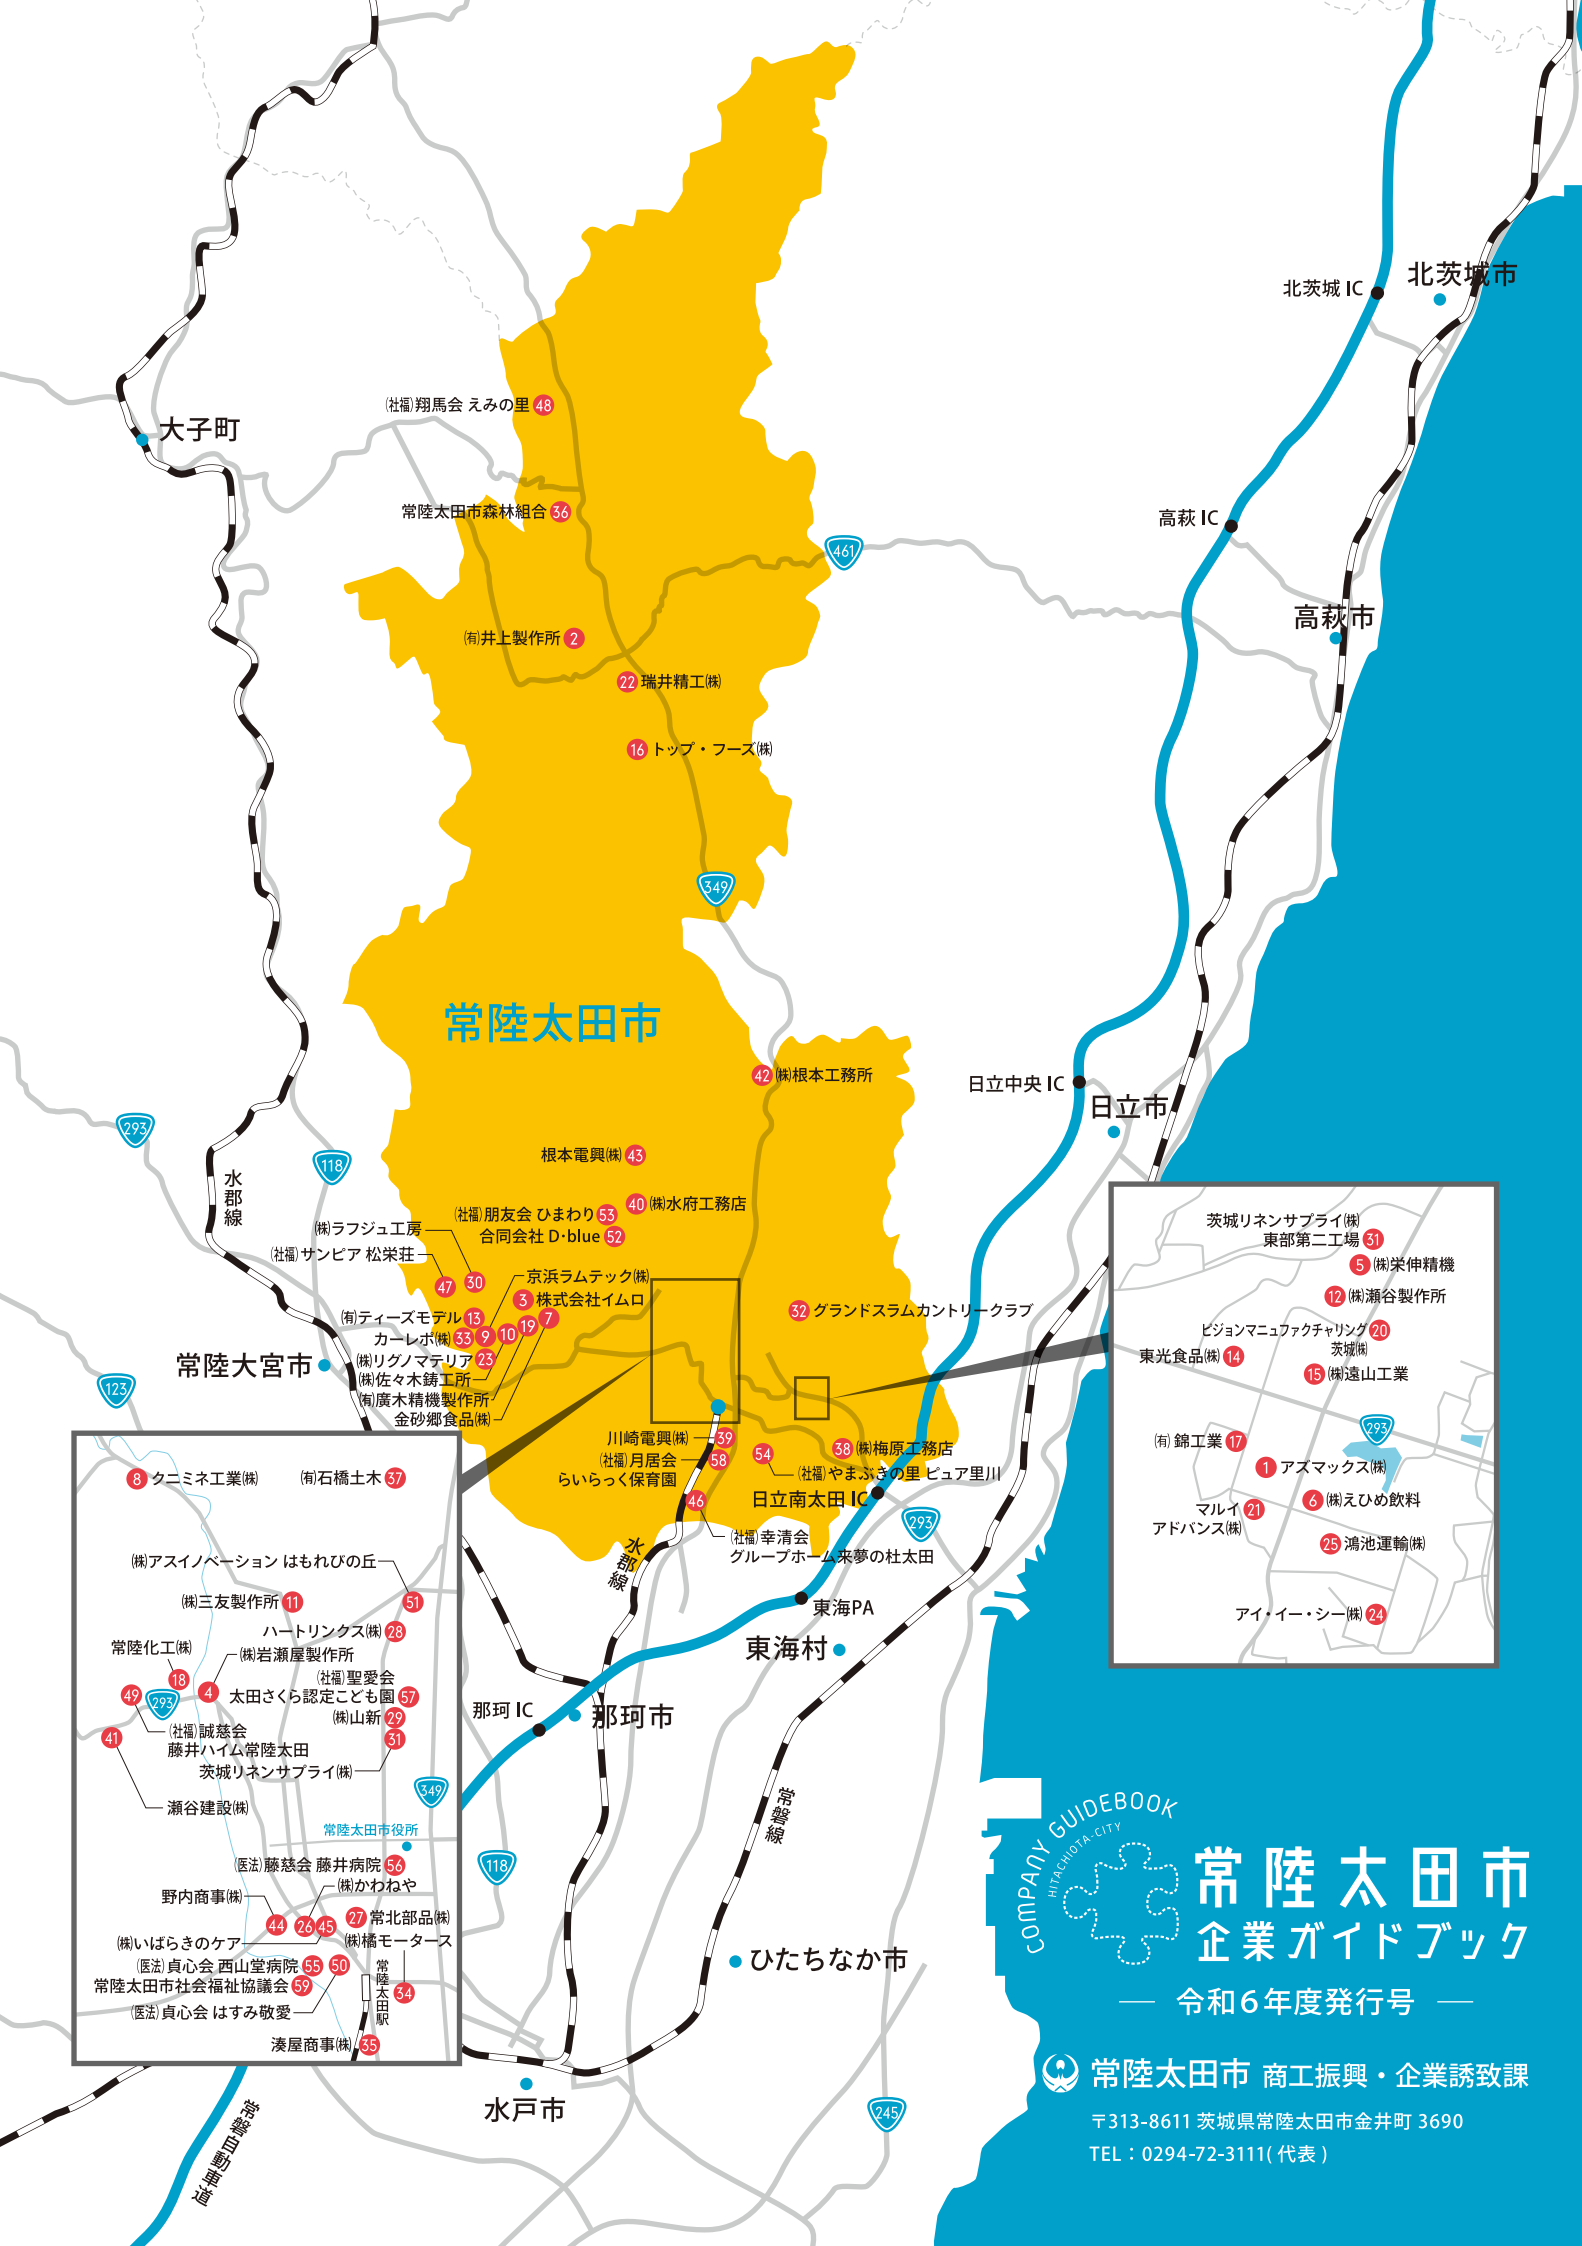 北茨城市
北茨城 IC
㈳福翔馬会 えみの里 48
大子町
常陸太田市森林組合 36
高萩 IC
461
高萩市
㈲井上製作所 2
22 瑞井精工㈱
16 トップ・フーズ㈱
349
常陸太田市
42 ㈱根本工務所
日立中央 IC
日立市
293
118
水郡線
根本電興㈱ 43
40 ㈱水府工務店
(社福)朋友会 ひまわり 53
合同会社 D・blue 52
㈱ラフジュ工房
(社福)サンピア 松栄荘
47 30
京浜ラムテック㈱
3 株式会社イムロ
㈲ティーズモデル 13
カーレポ㈱ 33 9 10 19 7
㈱リグノマテリア 23
㈱佐々木鋳工所
㈲廣木精機製作所
金砂郷食品㈱
32 グランドスラムカントリークラブ
常陸大宮市
123
川崎電興㈱ 39
(社福)月居会 58
らいらっく保育園
54
38 ㈱梅原工務店
(社福)やまぶきの里 ピュア里川
46
日立南太田 IC
293
(社福)幸清会
グループホーム来夢の杜太田
水郡線
東海PA
東海村
那珂 IC
那珂市
常磐線
118
ひたちなか市
水戸市
245
常磐自動車道
茨城リネンサプライ㈱
東部第二工場 31
5 ㈱栄伸精機
12 ㈱瀬谷製作所
ビジョンマニュファクチャリング 20
茨城㈱
東光食品㈱ 14
15 ㈱遠山工業
293
㈲ 錦工業 17
1 アズマックス㈱
6 ㈱えひめ飲料
マルイ 21
アドバンス㈱
25 鴻池運輸㈱
アイ・イー・シー㈱ 24
8 クニミネ工業㈱
㈲石橋土木 37
㈱アスイノベーション はもれびの丘
㈱三友製作所 11
51
ハートリンクス㈱ 28
常陸化工㈱
㈱岩瀬屋製作所
18
(社福)聖愛会
49 293 4 太田さくら認定こども園 57
㈱山新 29
(社福)誠慈会
41
31
藤井ハイム常陸太田
茨城リネンサプライ㈱
瀬谷建設㈱
349
常陸太田市役所
(医法)藤慈会 藤井病院 56
㈱かわねや
野内商事㈱
44 26 45 27 常北部品㈱
㈱いばらきのケア
㈱橘モータース
(医法)貞心会 西山堂病院 55 50
常陸太田市社会福祉協議会 59
常陸太田駅
34
(医法)貞心会 はすみ敬愛
湊屋商事㈱ 35
COMPANY GUIDEBOOK
HITACHIOTA-CITY
常陸太田市
企業ガイドブック
令和6年度発行号
常陸太田市 商工振興・企業誘致課
〒313-8611 茨城県常陸太田市金井町 3690
TEL：0294-72-3111( 代表 )